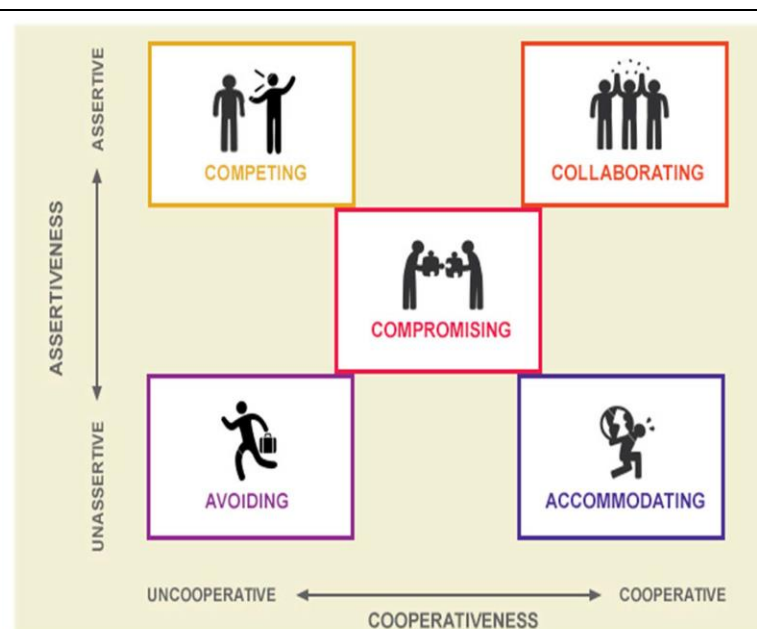 ASSERTIVE
COMPETING
COLLABORATING
ASSERTIVENESS
COMPROMISING
UNASSERTIVE
AVOIDING
ACCOMMODATING
UNCOOPERATIVE
COOPERATIVE
COOPERATIVENESS